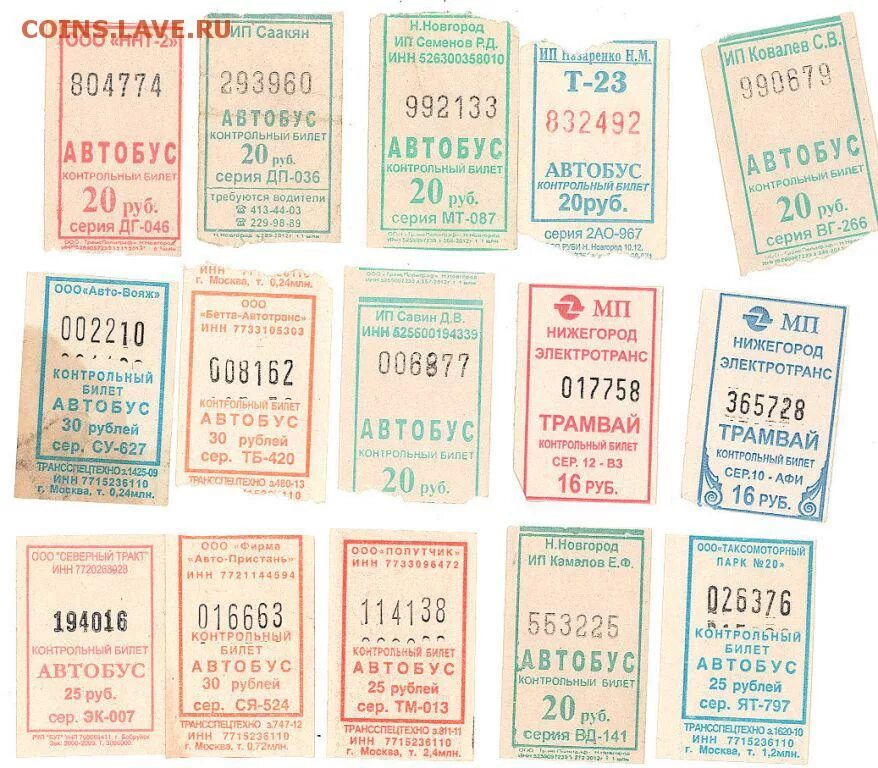 COINS.LAVE.RU
ООО «ННТ-2»
804774
АВТОБУС
КОНТРОЛЬНЫЙ БИЛЕТ
20 руб.
серия ДГ-046
ИП Саакян
293960
АВТОБУС
КОНТРОЛЬНЫЙ БИЛЕТ
20 руб.
серия ДП-036
требуются водители
☎ 413-44-03
☎ 229-98-89
Н.Новгород
ИП Семенов Р.Д.
ИНН 526300358010
992133
АВТОБУС
КОНТРОЛЬНЫЙ БИЛЕТ
20 руб.
серия МТ-087
ИП Назаренко Н.М.
Т-23
832492
АВТОБУС
КОНТРОЛЬНЫЙ БИЛЕТ
20руб.
серия 2АО-967
ИП Ковалев С.В.
990679
АВТОБУС
КОНТРОЛЬНЫЙ БИЛЕТ
20 руб.
серия ВГ-266
ООО«Авто-Вояж»
002210
КОНТРОЛЬНЫЙ
БИЛЕТ
АВТОБУС
30 рублей
сер. СУ-627
ТРАНССПЕЦТЕХНО з.1425-09
ИНН 7715236110
г. Москва, т. 0,24млн.
г. Москва, т. 0,24млн.
ООО
«Бетта-Автотранс»
ИНН 7733105303
008162
КОНТРОЛЬНЫЙ БИЛЕТ
АВТОБУС
30 рублей
сер. ТБ-420
ТРАНССПЕЦТЕХНО з.480-13
ИНН 7715236110
ИП Савин Д.В.
ИНН 525600194339
006877
АВТОБУС
КОНТРОЛЬНЫЙ БИЛЕТ
20 руб.
МП
НИЖЕГОРОД
ЭЛЕКТРОТРАНС
017758
ТРАМВАЙ
КОНТРОЛЬНЫЙ БИЛЕТ
СЕР. 12 - ВЗ
16 РУБ.
МП
НИЖЕГОРОД
ЭЛЕКТРОТРАНС
365728
ТРАМВАЙ
КОНТРОЛЬНЫЙ БИЛЕТ
СЕР.10 - АФИ
16 РУБ.
ООО "СЕВЕРНЫЙ ТРАКТ"
194016
КОНТРОЛЬНЫЙ БИЛЕТ
АВТОБУС
25 руб.
сер. ЭК-007
ООО «Фирма
«Авто-Пристань»
ИНН 7721144594
016663
КОНТРОЛЬНЫЙ
БИЛЕТ
АВТОБУС
30 рублей
сер. СЯ-524
ТРАНССПЕЦТЕХНО з.747-12
ИНН 7715236110
г. Москва, т. 0,72млн.
ООО«ПОПУТЧИК»
ИНН 7733096472
114138
КОНТРОЛЬНЫЙ БИЛЕТ
АВТОБУС
25 рублей
сер. ТМ-013
ТРАНССПЕЦТЕХНО з.811-11
ИНН 7715236110
г. Москва, т. 2,4млн.
Н.Новгород
ИП Камалов Е.Ф.
553225
АВТОБУС
КОНТРОЛЬНЫЙ БИЛЕТ
20 руб.
серия ВД-141
ООО«ТАКСОМОТОРНЫЙ
ПАРК №20»
026376
КОНТРОЛЬНЫЙ
БИЛЕТ
АВТОБУС
25 рублей
сер. ЯТ-797
ТРАНССПЕЦТЕХНО з.1620-10
ИНН 7715236110
г. Москва, т. 1,2млн.